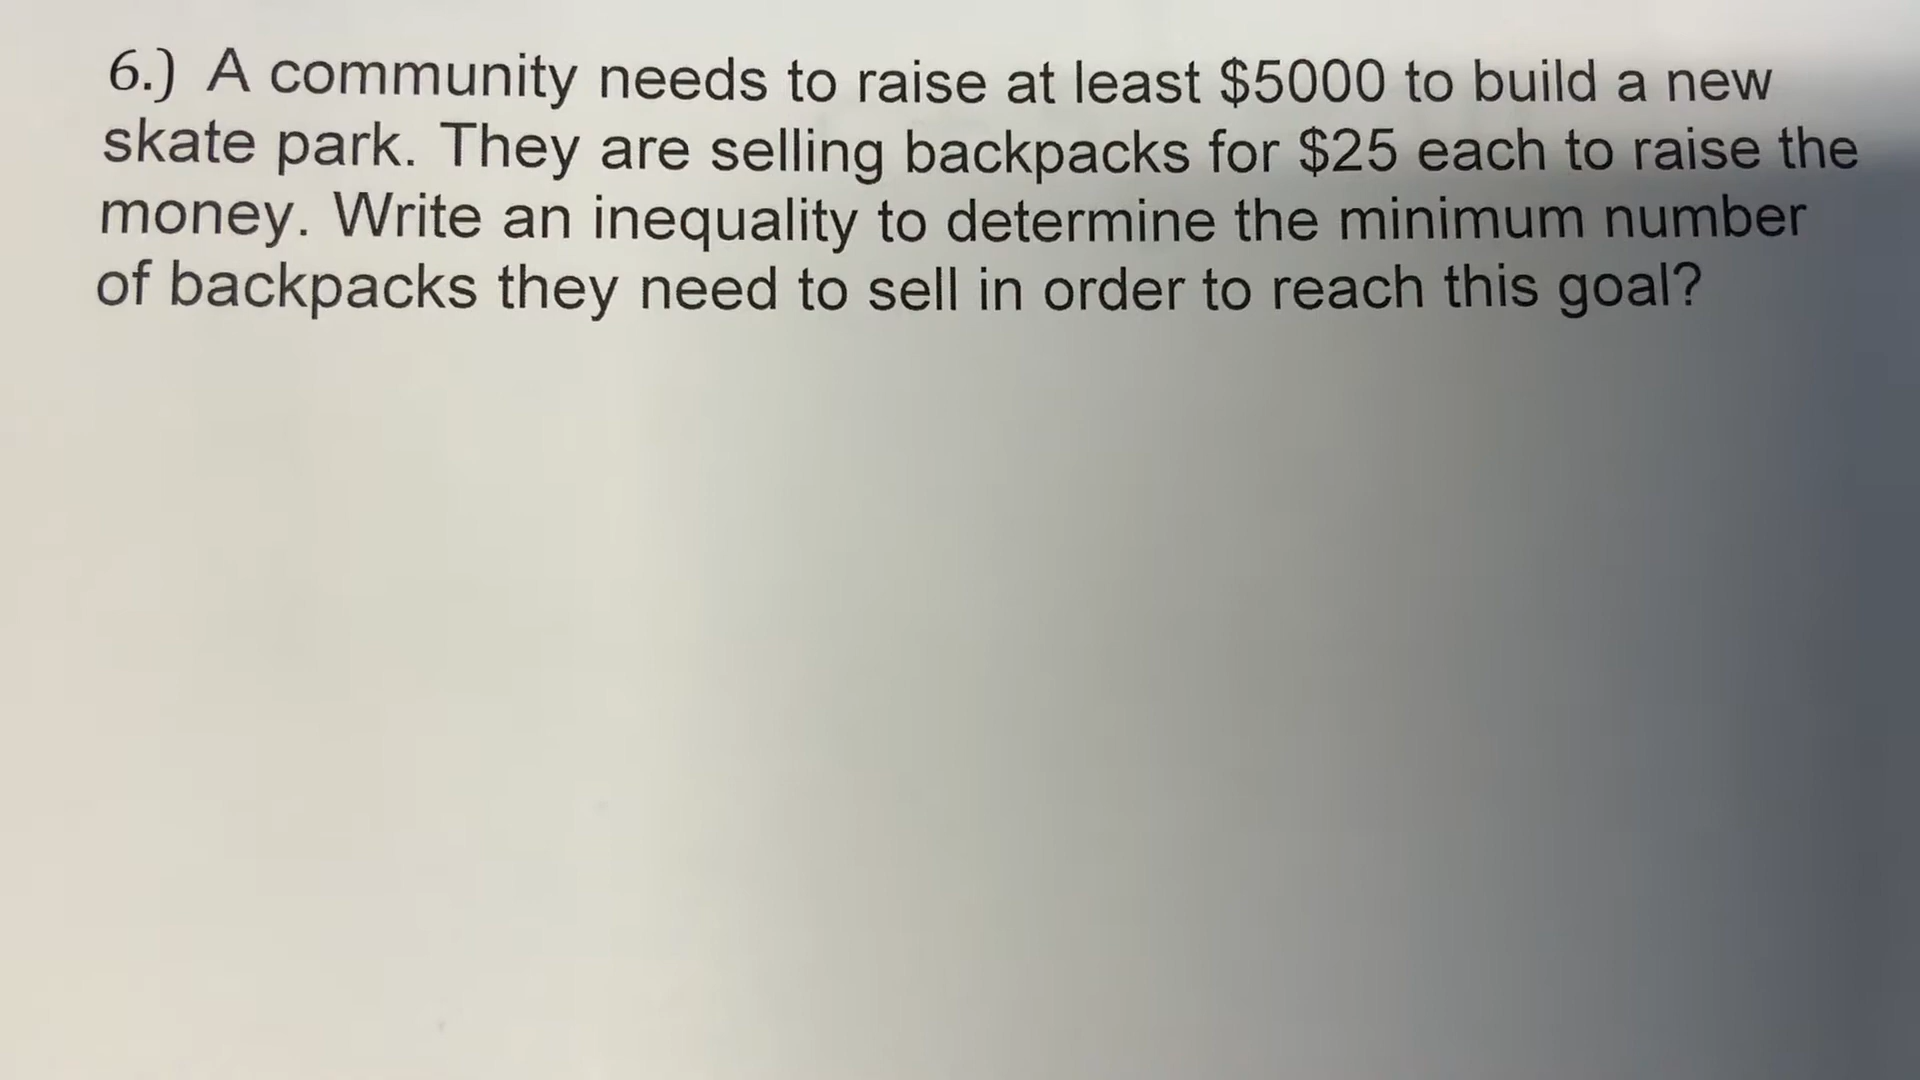 6.) A community needs to raise at least $5000 to build a new
skate park. They are selling backpacks for $25 each to raise the
money. Write an inequality to determine the minimum number
of backpacks they need to sell in order to reach this goal?